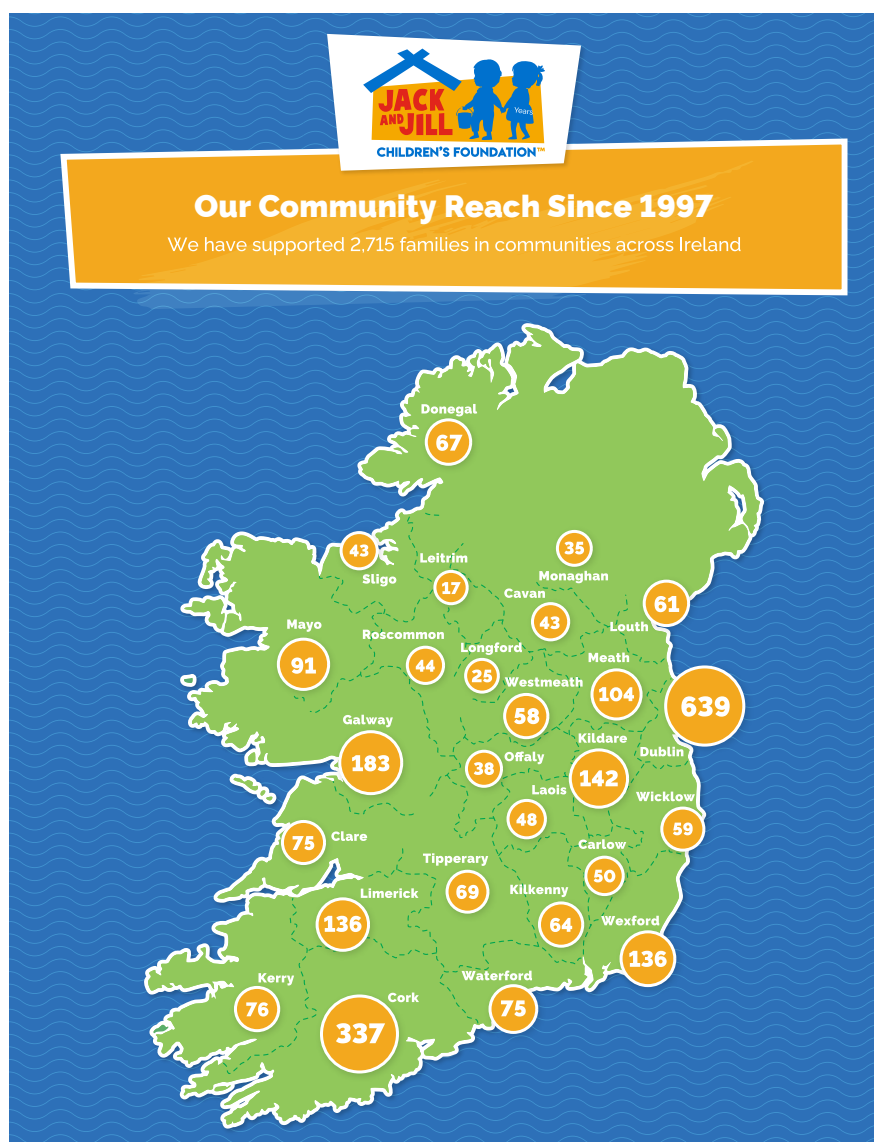 JACK
AND
JILL
Years
CHILDREN'S FOUNDATION™
Our Community Reach Since 1997
We have supported 2,715 families in communities across Ireland
Donegal
67
43
Sligo
Leitrim
17
35
Monaghan
Cavan
43
61
Louth
Mayo
91
Roscommon
44
Longford
25
Meath
104
Westmeath
58
639
Dublin
Galway
183
Offaly
38
Kildare
142
Laois
48
Wicklow
59
75
Clare
Carlow
50
Tipperary
69
Limerick
136
Kilkenny
64
Wexford
136
Kerry
76
Cork
337
Waterford
75